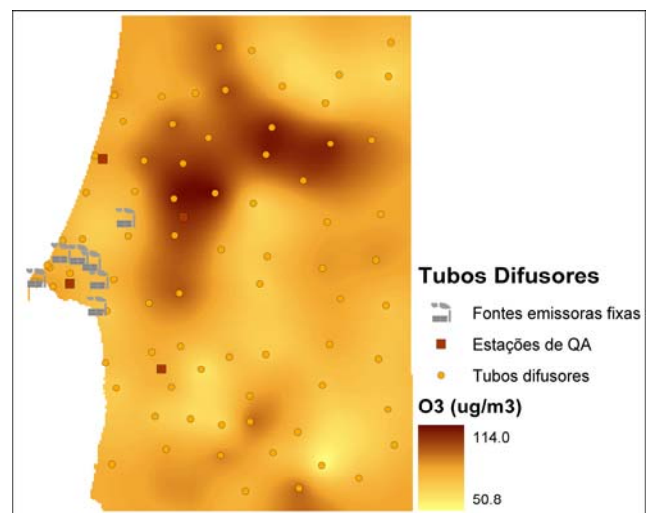 Tubos Difusores
Fontes emissoras fixas
Estações de QA
Tubos difusores
O3 (ug/m3)
114.0
50.8